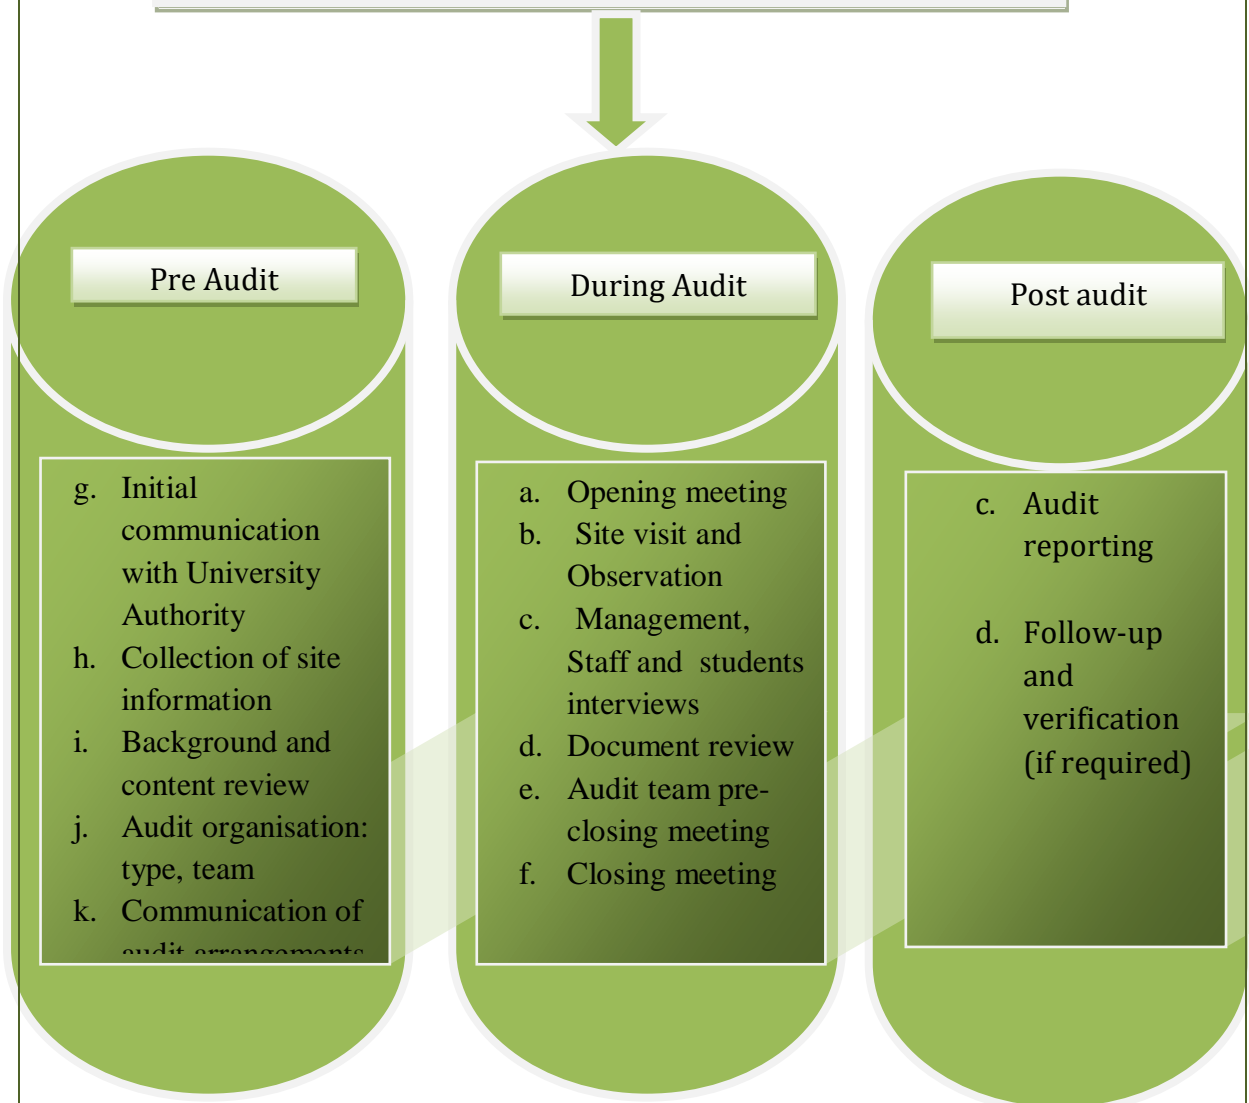 Pre Audit
g. Initial
communication
with University
Authority
h. Collection of site
information
i. Background and
content review
j. Audit organisation:
type, team
k. Communication of
audit arrangements
During Audit
a. Opening meeting
b. Site visit and
Observation
c. Management,
Staff and students
interviews
d. Document review
e. Audit team pre-
closing meeting
f. Closing meeting
Post audit
c. Audit
reporting
d. Follow-up
and
verification
(if required)